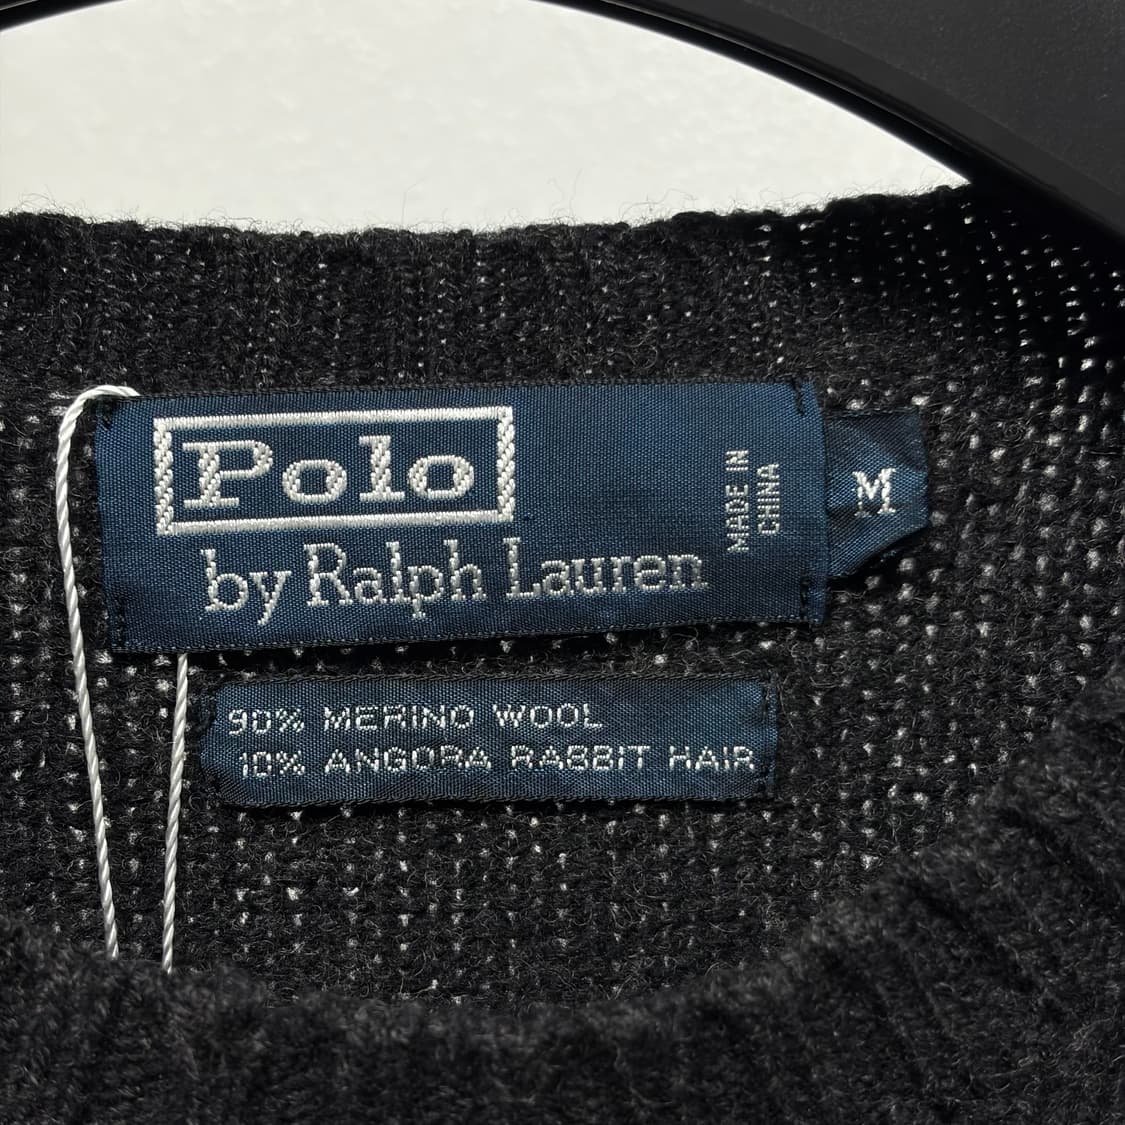 Polo
by Ralph Lauren
MADE IN
CHINA
M
90% MERINO WOOL
10% ANGORA RABBIT HAIR